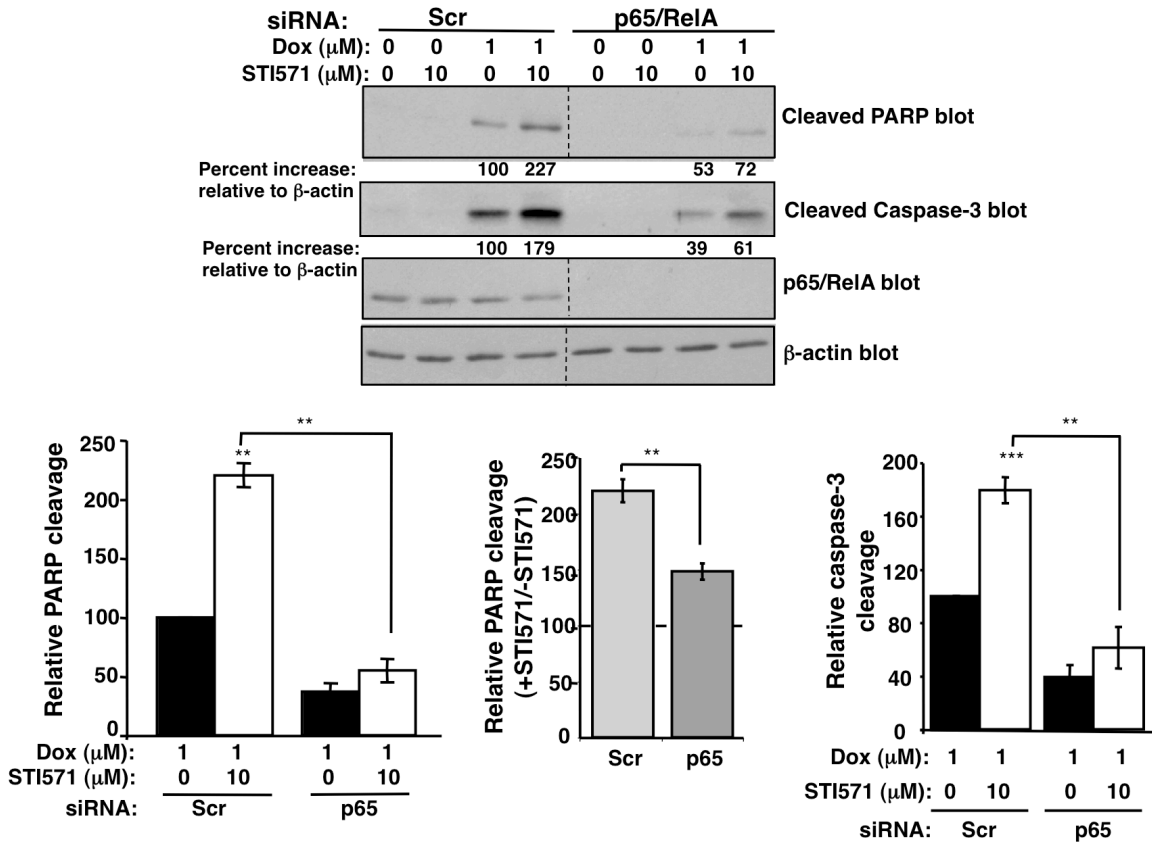 siRNA: Scr p65/RelA
Dox (μM): 0 0 1 1 0 0 1 1
STI571 (μM): 0 10 0 10 0 10 0 10
Cleaved PARP blot
Percent increase: 100 227 53 72
relative to β-actin
Cleaved Caspase-3 blot
Percent increase: 100 179 39 61
relative to β-actin
p65/RelA blot
β-actin blot
Relative PARP cleavage
250
200
150
100
50
0
**
**
Dox (μM): 1 1 1 1
STI571 (μM): 0 10 0 10
siRNA: Scr p65
Relative PARP cleavage
(+STI571/-STI571)
250
200
150
100
50
0
**
Scr p65
Relative caspase-3
cleavage
200
160
120
80
40
0
***
**
Dox (μM): 1 1 1 1
STI571 (μM): 0 10 0 10
siRNA: Scr p65